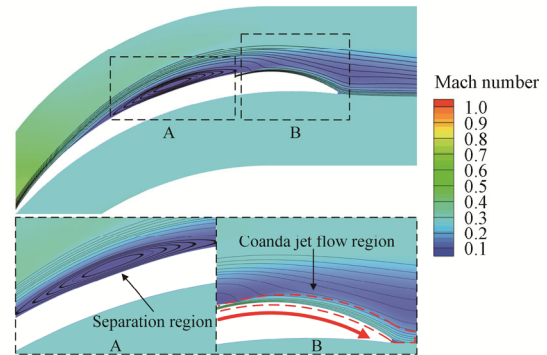 A
B
Mach number
1.0
0.9
0.8
0.7
0.6
0.5
0.4
0.3
0.2
0.1
Coanda jet flow region
Separation region
A
B